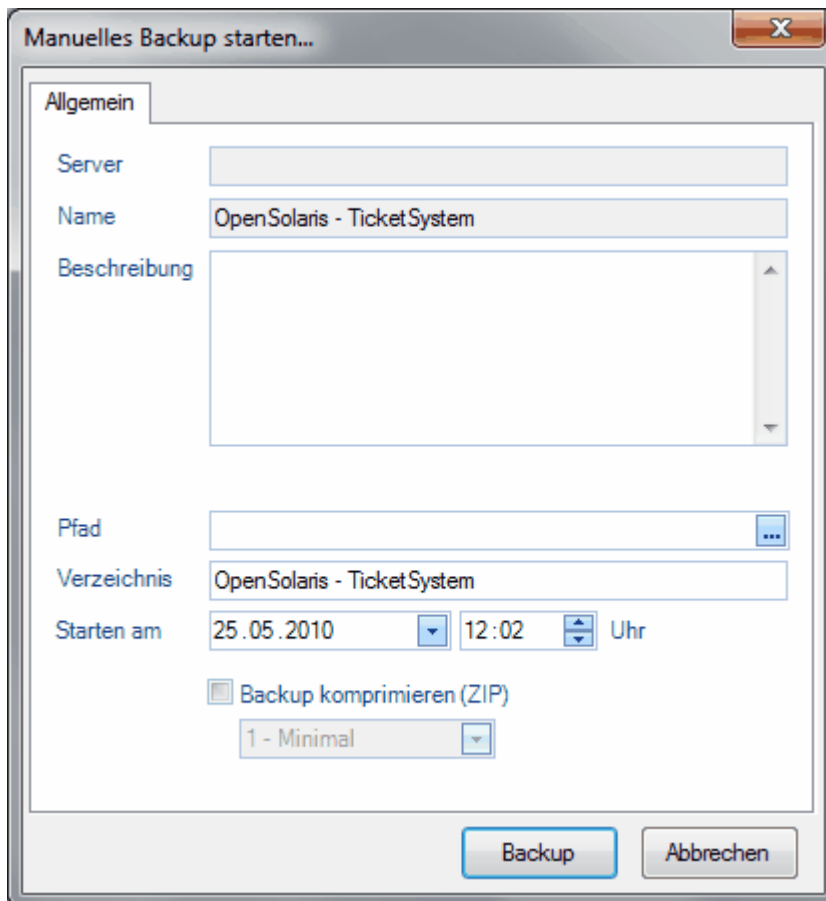 Manuelles Backup starten...
Allgemein
Server
Name OpenSolaris - TicketSystem
Beschreibung
Pfad ...
Verzeichnis OpenSolaris - TicketSystem
Starten am 25.05.2010 12:02 Uhr
Backup komprimieren (ZIP)
1 - Minimal
Backup Abbrechen